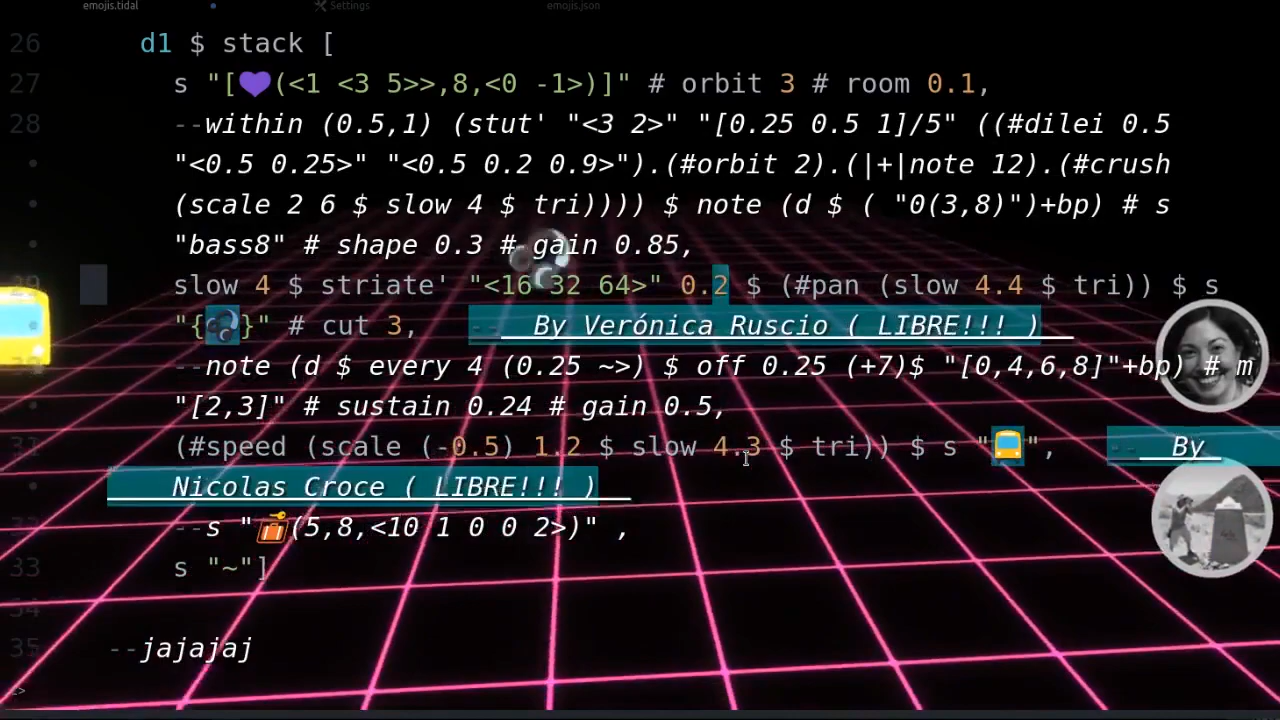 emojis.tidal Settings emojis.json
26 d1 $ stack [
27 s "[💜(<1 <3 5>>,8,<0 -1>)]" # orbit 3 # room 0.1,
28 --within (0.5,1) (stut' "<3 2>" "[0.25 0.5 1]/5" ((#dilei 0.5
"<0.5 0.25>" "<0.5 0.2 0.9>").(#orbit 2).(|+|note 12).(#crush
(scale 2 6 $ slow 4 $ tri)))) $ note (d $ ( "0(3,8)")+bp) # s
"bass8" # shape 0.3 # gain 0.85,
29 slow 4 $ striate' "<16 32 64>" 0.2 $ (#pan (slow 4.4 $ tri)) $ s
"{🎧}" # cut 3, -- By Verónica Ruscio ( LIBRE!!! )
30 --note (d $ every 4 (0.25 ~>) $ off 0.25 (+7)$ "[0,4,6,8]"+bp) # m
"[2,3]" # sustain 0.24 # gain 0.5,
31 (#speed (scale (-0.5) 1.2 $ slow 4.3 $ tri)) $ s "🚍", -- By
Nicolas Croce ( LIBRE!!! )
32 --s "🛅(5,8,<10 1 0 0 2>)" ,
33 s "~"]
34
35 --jajajaj